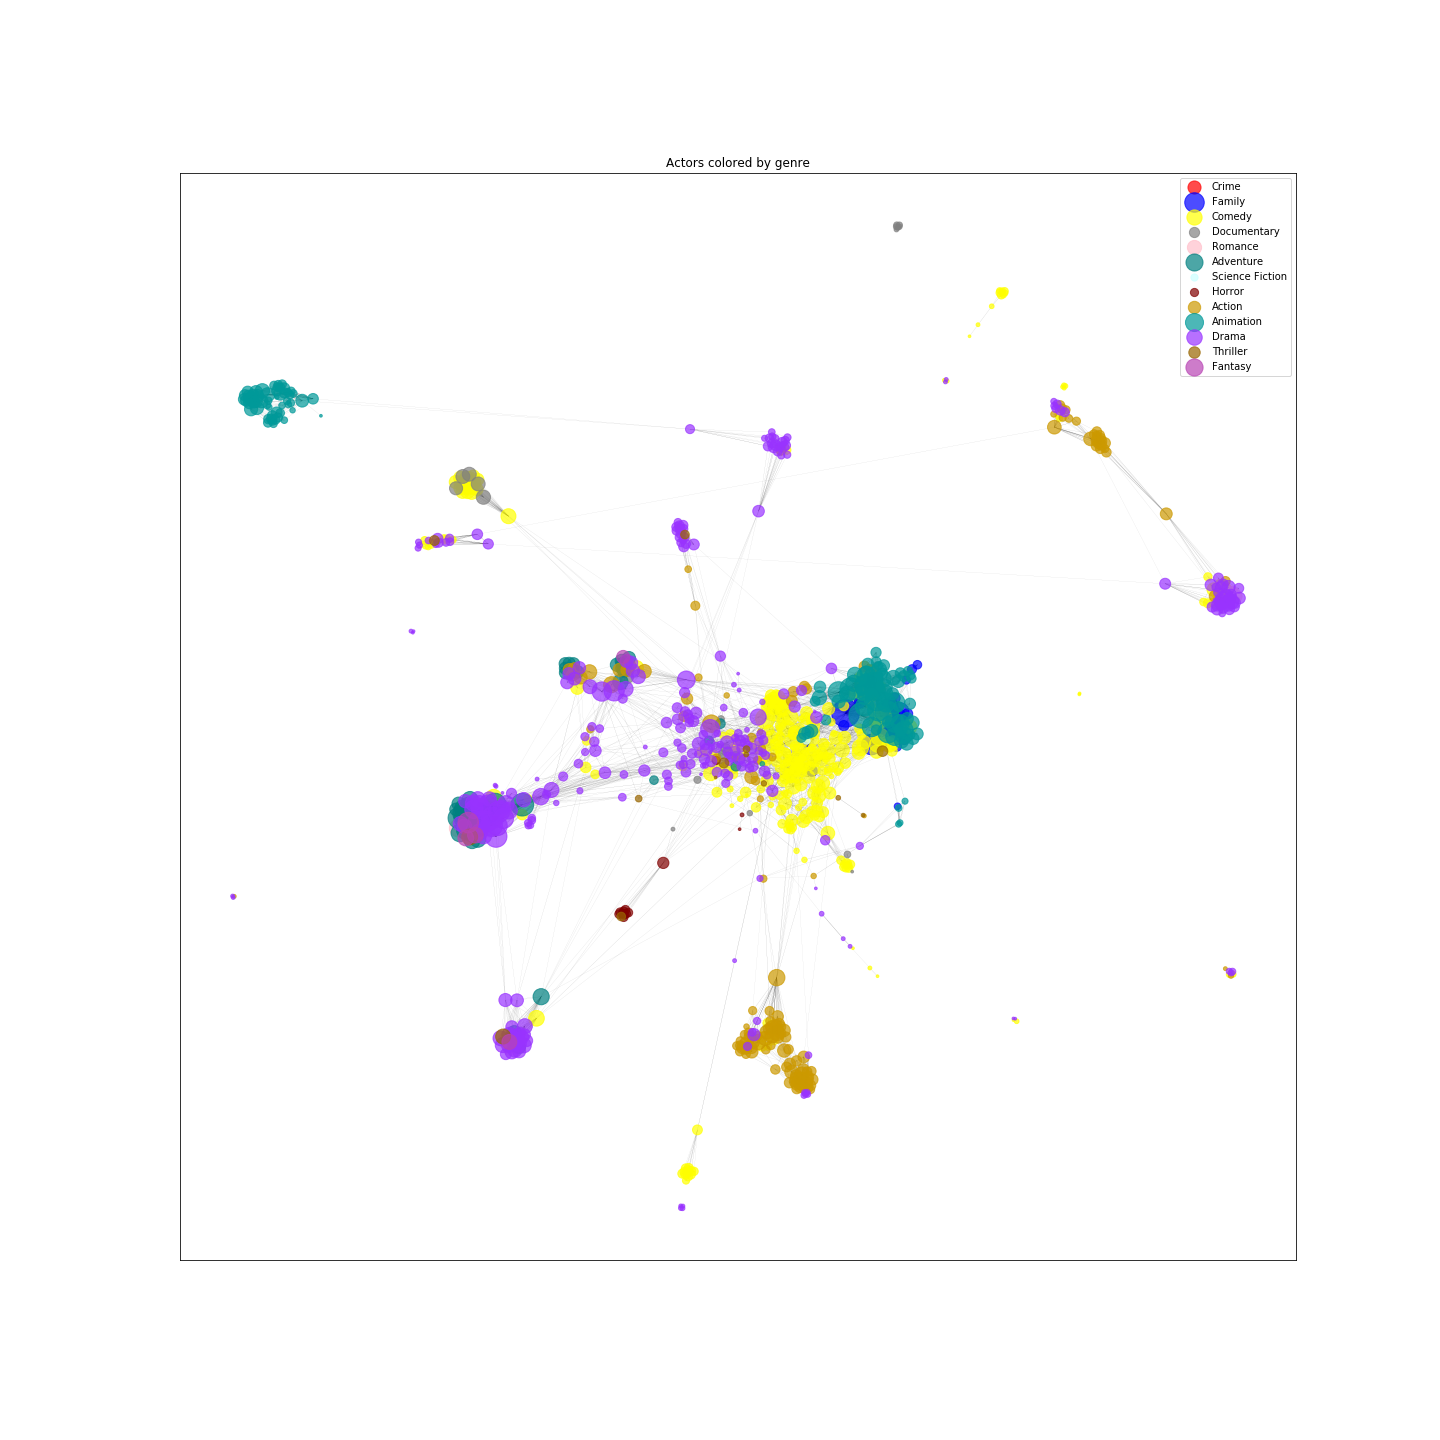 Actors colored by genre
Crime
Family
Comedy
Documentary
Romance
Adventure
Science Fiction
Horror
Action
Animation
Drama
Thriller
Fantasy